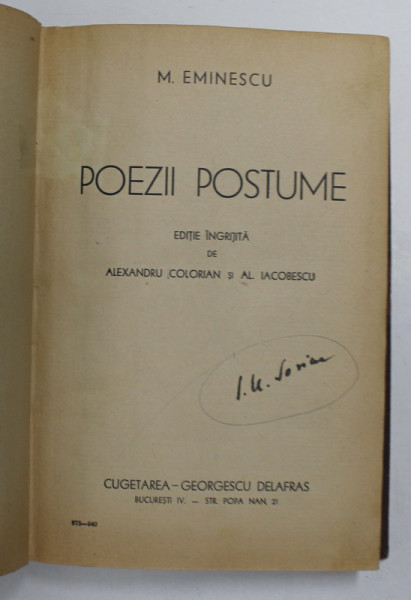 M. EMINESCU
POEZII POSTUME
EDIȚIE ÎNGRIJITĂ
DE
ALEXANDRU COLORIAN ȘI AL. IACOBESCU
CUGETAREA – GEORGESCU DELAFRAS
BUCUREȘTI IV. — STR. POPA NAN, 21